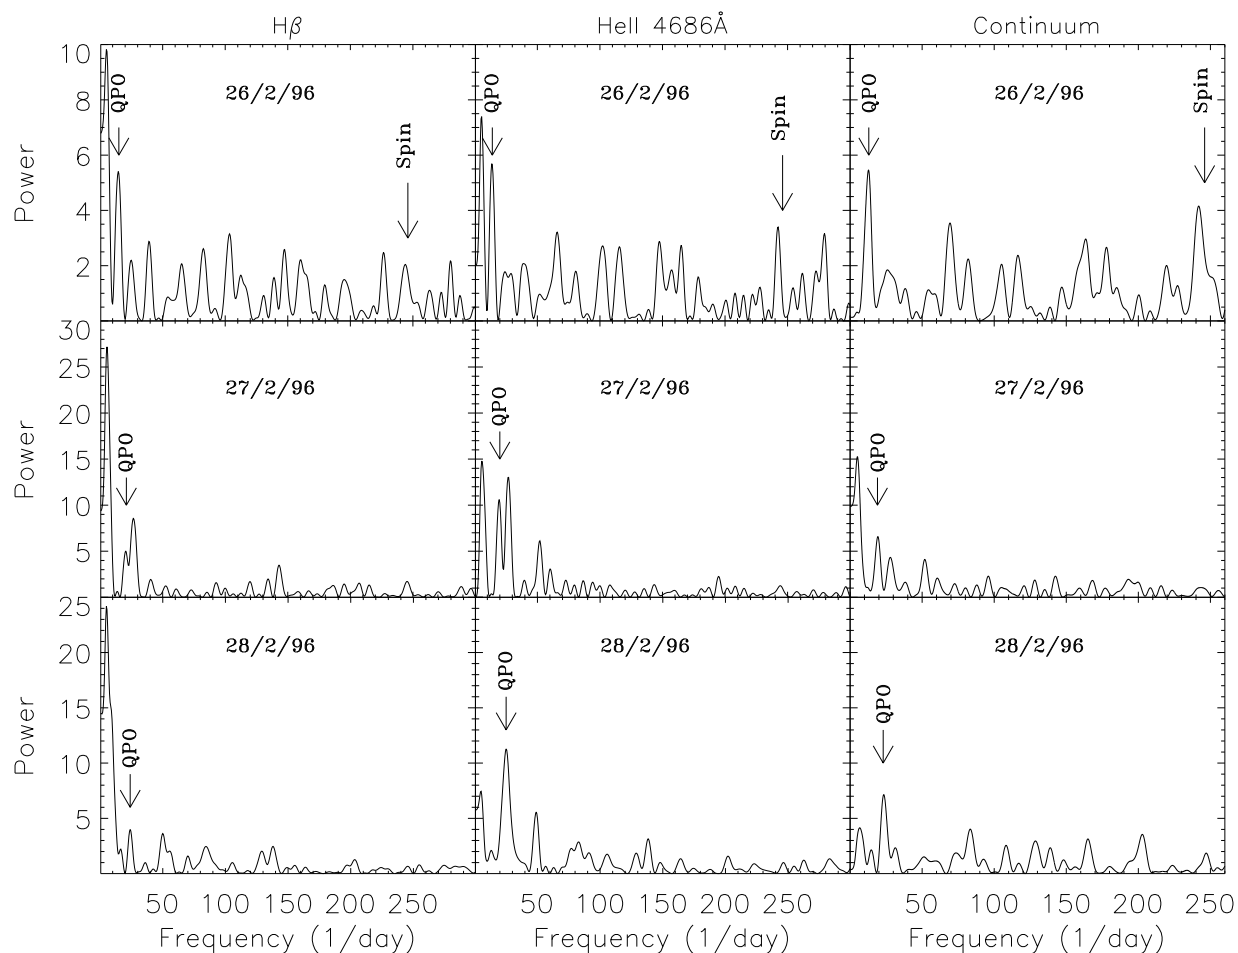 Hβ HeII 4686Å Continuum
10
8
6
4
2
Power
QPO
26/2/96
Spin
QPO
26/2/96
Spin
QPO
26/2/96
Spin
30
25
20
15
10
5
Power
QPO
27/2/96
QPO
27/2/96
QPO
27/2/96
25
20
15
10
5
Power
QPO
28/2/96
QPO
28/2/96
QPO
28/2/96
50 100 150 200 250
50 100 150 200 250
50 100 150 200 250
Frequency (1/day)
Frequency (1/day)
Frequency (1/day)